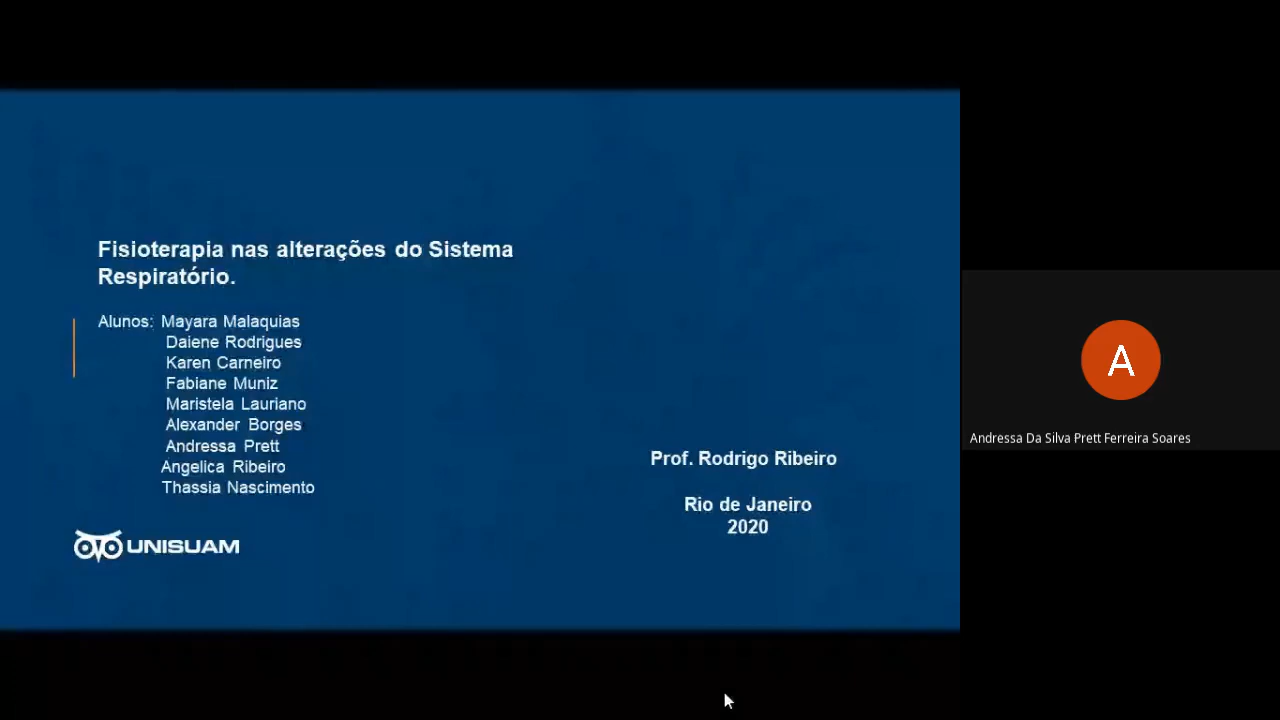 Fisioterapia nas alterações do Sistema
Respiratório.
Alunos: Mayara Malaquias
Daiene Rodrigues
Karen Carneiro
Fabiane Muniz
Maristela Lauriano
Alexander Borges
Andressa Prett
Angelica Ribeiro
Thassia Nascimento
Prof. Rodrigo Ribeiro
Rio de Janeiro
2020
UNISUAM
A
Andressa Da Silva Prett Ferreira Soares